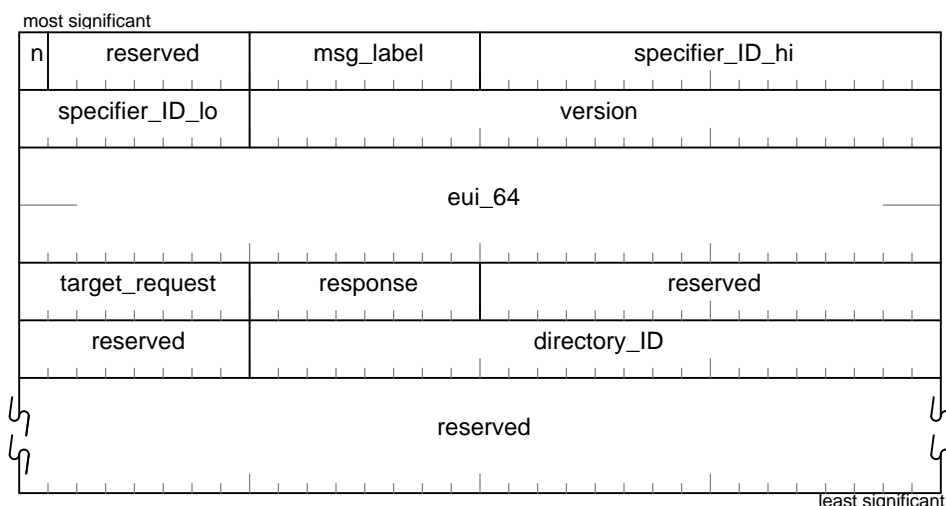 most significant
n reserved msg_label specifier_ID_hi
specifier_ID_lo version
eui_64
target_request response reserved
reserved directory_ID
reserved
least significant